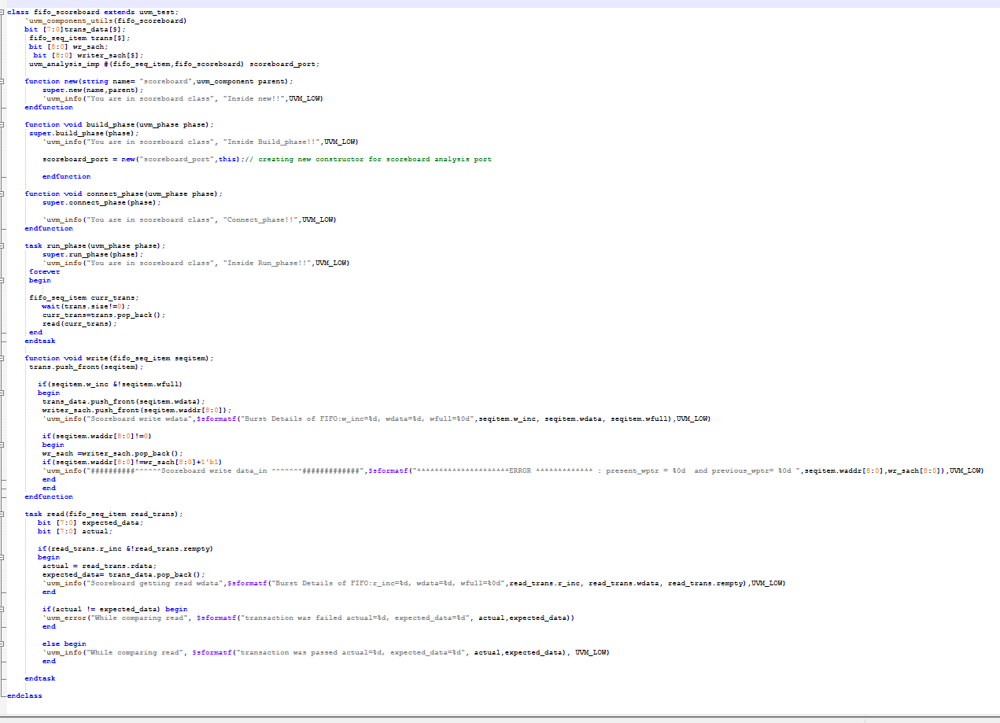 class fifo_scoreboard extends uvm_test;
`uvm_component_utils(fifo_scoreboard)
bit [7:0]trans_data[$];
fifo_seq_item trans[$];
bit [8:0] wr_sach;
bit [8:0] writer_sach[$];
uvm_analysis_imp #(fifo_seq_item,fifo_scoreboard) scoreboard_port;
function new(string name= "scoreboard",uvm_component parent);
super.new(name,parent);
`uvm_info("You are in scoreboard class", "Inside new!!",UVM_LOW)
endfunction
function void build_phase(uvm_phase phase);
super.build_phase(phase);
`uvm_info("You are in scoreboard class", "Inside Build_phase!!",UVM_LOW)
scoreboard_port = new("scoreboard_port",this);// creating new constructor for scoreboard analysis port
endfunction
function void connect_phase(uvm_phase phase);
super.connect_phase(phase);
`uvm_info("You are in scoreboard class", "Connect_phase!!",UVM_LOW)
endfunction
task run_phase(uvm_phase phase);
super.run_phase(phase);
`uvm_info("You are in scoreboard class", "Inside Run_phase!!",UVM_LOW)
forever
begin
fifo_seq_item curr_trans;
wait(trans.size!=0);
curr_trans=trans.pop_back();
read(curr_trans);
end
endtask
function void write(fifo_seq_item seqitem);
trans.push_front(seqitem);
if(seqitem.w_inc &!seqitem.wfull)
begin
trans_data.push_front(seqitem.wdata);
writer_sach.push_front(seqitem.waddr[8:0]);
`uvm_info("Scoreboard write wdata",$sformatf("Burst Details of FIFO:w_inc=%d, wdata=%d, wfull=%0d",seqitem.w_inc, seqitem.wdata, seqitem.wfull),UVM_LOW)
if(seqitem.waddr[8:0]!=0)
begin
wr_sach =writer_sach.pop_back();
if(seqitem.waddr[8:0]!=wr_sach[8:0]+1'b1)
`uvm_info("##########^^^^^^Scoreboard write data_in ^^^^^^^#############",$sformatf("*********************ERROR ************* : present_wptr = %0d  and previous_wptr= %0d ",seqitem.waddr[8:0],wr_sach[8:0]),UVM_LOW)
end
end
endfunction
task read(fifo_seq_item read_trans);
bit [7:0] expected_data;
bit [7:0] actual;
if(read_trans.r_inc &!read_trans.rempty)
begin
actual = read_trans.rdata;
expected_data= trans_data.pop_back();
`uvm_info("Scoreboard getting read wdata",$sformatf("Burst Details of FIFO:r_inc=%d, wdata=%d, wfull=%0d",read_trans.r_inc, read_trans.wdata, read_trans.rempty),UVM_LOW)
end
if(actual != expected_data) begin
`uvm_error("While comparing read", $sformatf("transaction was failed actual=%d, expected_data=%d", actual,expected_data))
end
else begin
`uvm_info("While comparing read", $sformatf("transaction was passed actual=%d, expected_data=%d", actual,expected_data), UVM_LOW)
end
endtask
endclass